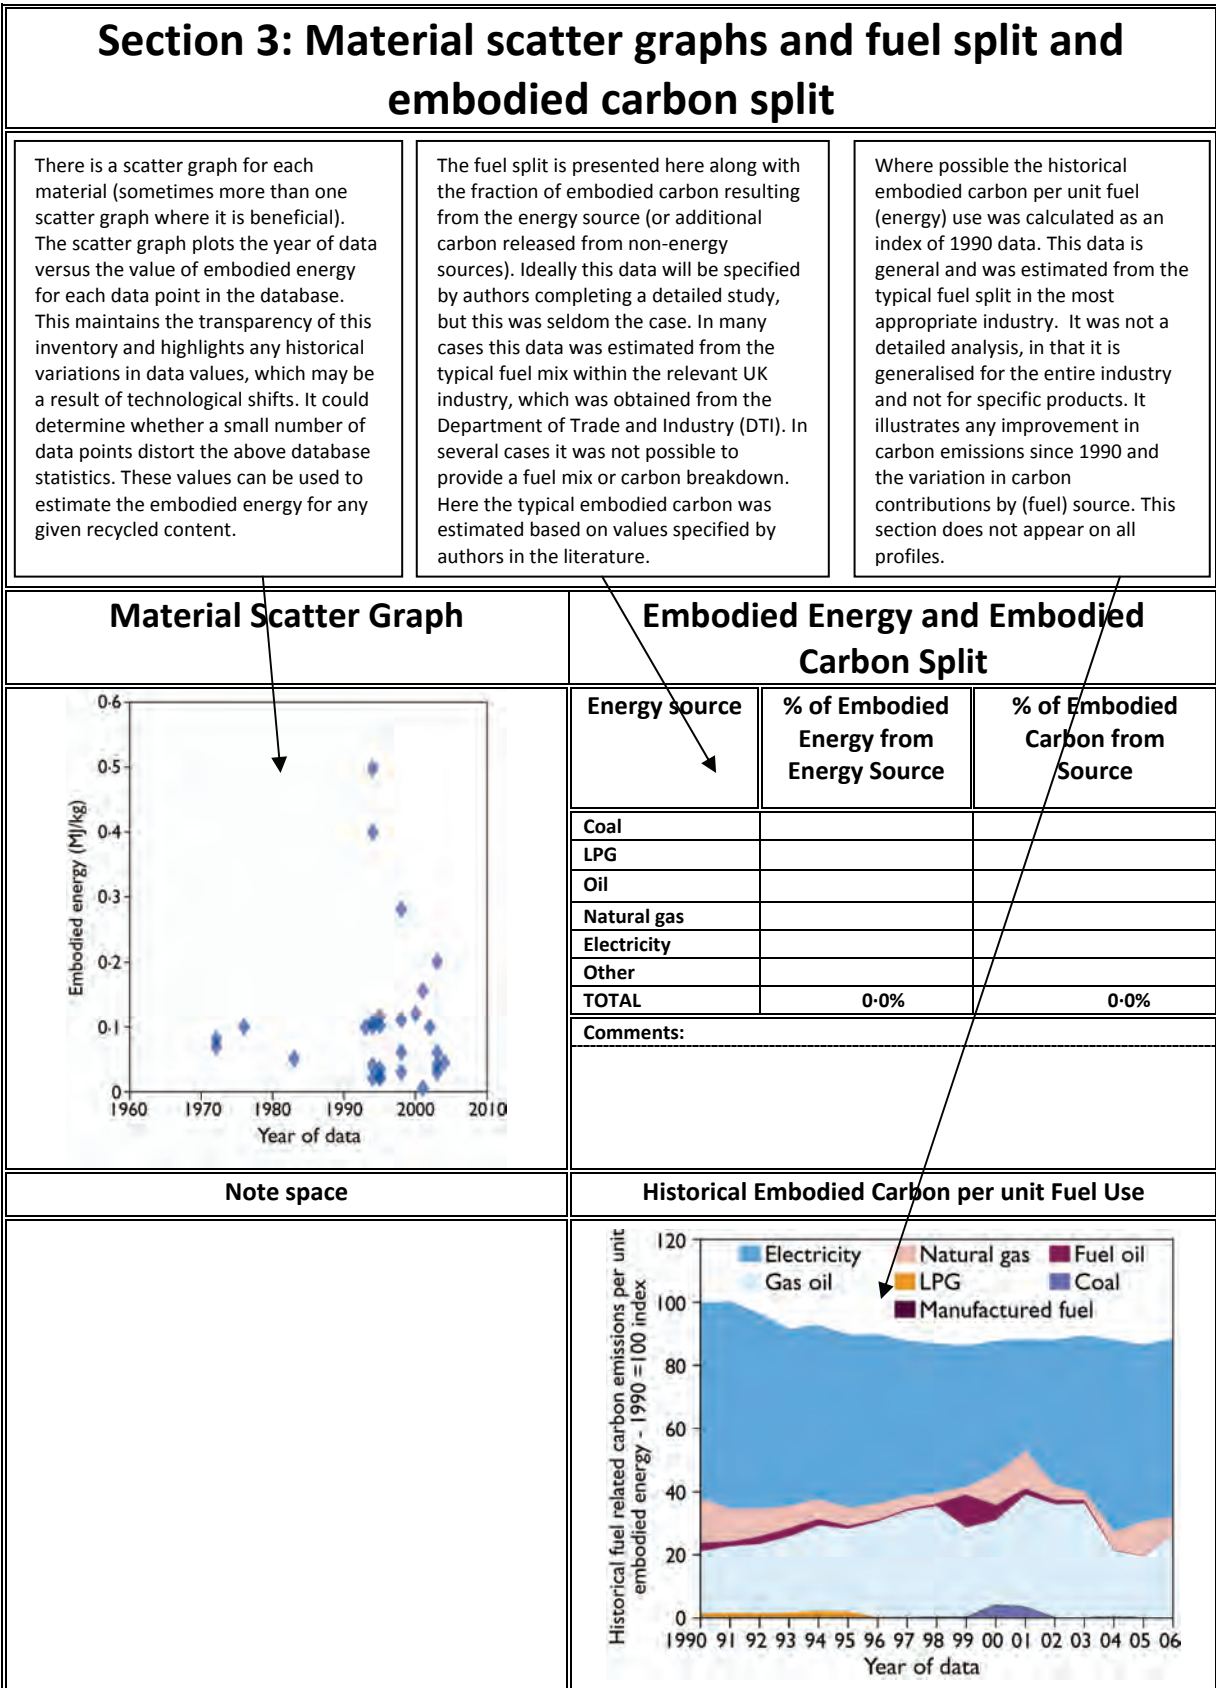 Section 3: Material scatter graphs and fuel split and
embodied carbon split
There is a scatter graph for each
material (sometimes more than one
scatter graph where it is beneficial).
The scatter graph plots the year of data
versus the value of embodied energy
for each data point in the database.
This maintains the transparency of this
inventory and highlights any historical
variations in data values, which may be
a result of technological shifts. It could
determine whether a small number of
data points distort the above database
statistics. These values can be used to
estimate the embodied energy for any
given recycled content.
The fuel split is presented here along with
the fraction of embodied carbon resulting
from the energy source (or additional
carbon released from non-energy
sources). Ideally this data will be specified
by authors completing a detailed study,
but this was seldom the case. In many
cases this data was estimated from the
typical fuel mix within the relevant UK
industry, which was obtained from the
Department of Trade and Industry (DTI). In
several cases it was not possible to
provide a fuel mix or carbon breakdown.
Here the typical embodied carbon was
estimated based on values specified by
authors in the literature.
Where possible the historical
embodied carbon per unit fuel
(energy) use was calculated as an
index of 1990 data. This data is
general and was estimated from the
typical fuel split in the most
appropriate industry.  It was not a
detailed analysis, in that it is
generalised for the entire industry
and not for specific products. It
illustrates any improvement in
carbon emissions since 1990 and
the variation in carbon
contributions by (fuel) source. This
section does not appear on all
profiles.
Material Scatter Graph
Embodied Energy and Embodied
Carbon Split
0·6
0·5
0·4
0·3
0·2
0·1
0
Embodied energy (MJ/kg)
1960 1970 1980 1990 2000 2010
Year of data
Energy source
% of Embodied
Energy from
Energy Source
% of Embodied
Carbon from
Source
Coal
LPG
Oil
Natural gas
Electricity
Other
TOTAL 0·0% 0·0%
Comments:
Note space
Historical Embodied Carbon per unit Fuel Use
Historical fuel related carbon emissions per unit
embodied energy - 1990 =100 index
120
100
80
60
40
20
0
Electricity Natural gas Fuel oil
Gas oil LPG Coal
Manufactured fuel
1990 91 92 93 94 95 96 97 98 99 00 01 02 03 04 05 06
Year of data